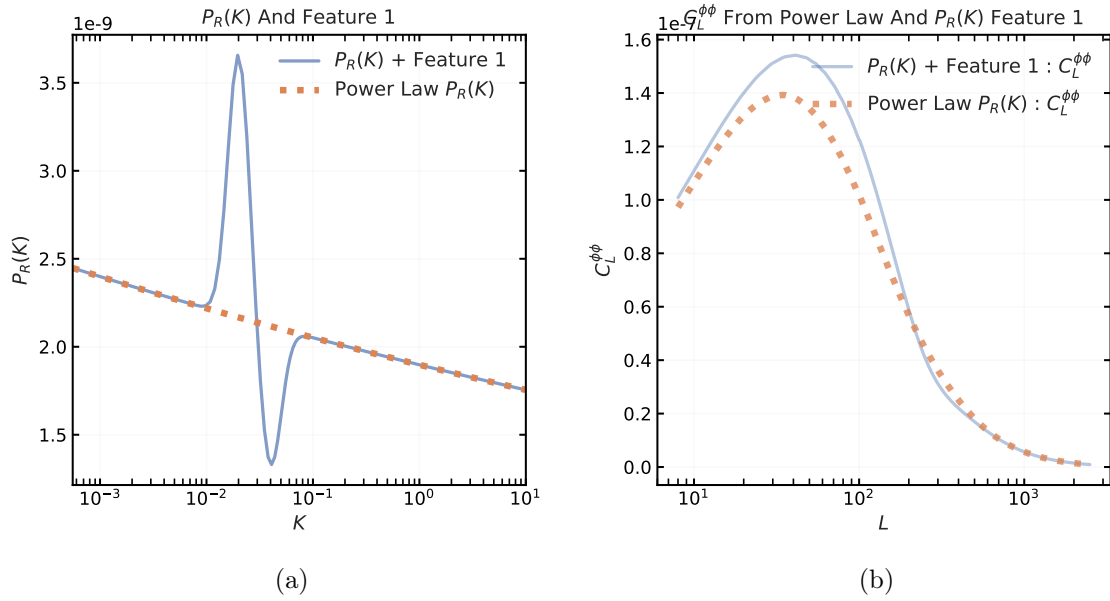 P_R(K) And Feature 1
1e-9
P_R(K) + Feature 1
Power Law P_R(K)
3.5
3.0
2.5
2.0
1.5
P_R(K)
10^{-3} 10^{-2} 10^{-1} 10^0 10^1
K
(a)
C_L^{ϕϕ} From Power Law And P_R(K) Feature 1
1e-7
P_R(K) + Feature 1 : C_L^{ϕϕ}
Power Law P_R(K) : C_L^{ϕϕ}
1.6
1.4
1.2
1.0
0.8
0.6
0.4
0.2
0.0
C_L^{ϕϕ}
10^1 10^2 10^3
L
(b)